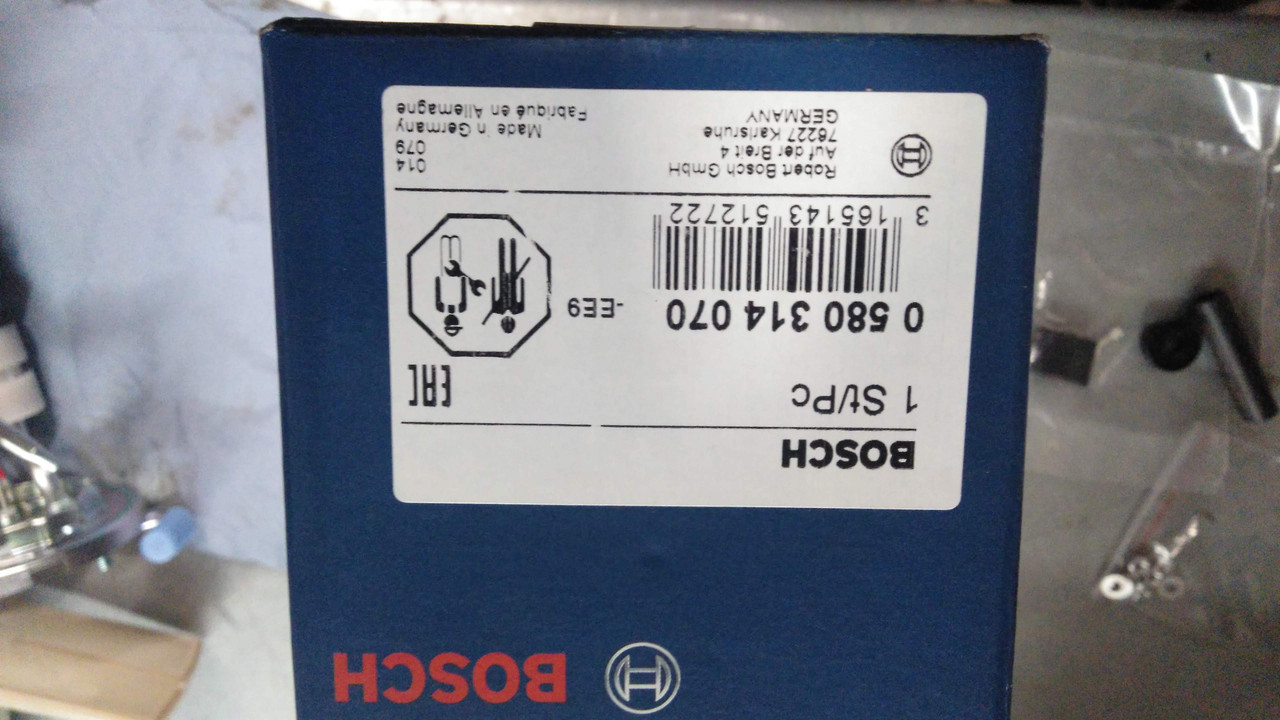 BOSCH
BOSCH
1 St/Pc
EAC
0 580 314 070
-EE9
3 165143 512722
Robert Bosch GmbH
Auf der Breit 4
76227 Karlsruhe
GERMANY
014
079
Made in Germany
Fabriqué en Allemagne